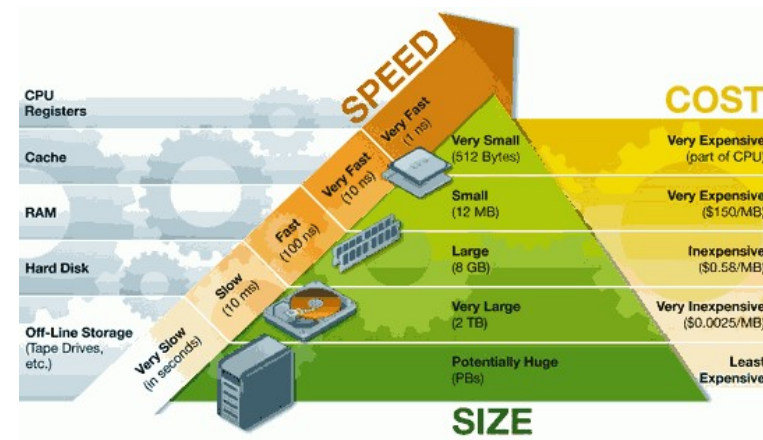 SPEED
COST
CPU
Registers
Very Fast
(1 ns)
Very Small
(512 Bytes)
Very Expensive
(part of CPU)
Cache
Very Fast
(10 ns)
Small
(12 MB)
Very Expensive
($150/MB)
RAM
Fast
(100 ns)
Large
(8 GB)
Inexpensive
($0.58/MB)
Hard Disk
Slow
(10 ms)
Very Large
(2 TB)
Very Inexpensive
($0.0025/MB)
Off-Line Storage
(Tape Drives,
etc.)
Very Slow
(in seconds)
Potentially Huge
(PBs)
Least
Expensive
SIZE